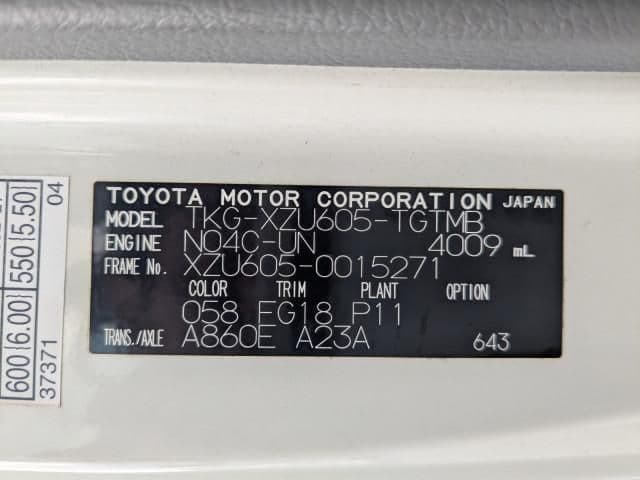 TOYOTA MOTOR CORPORATION JAPAN
MODEL TKG-XZU605-TGTMB
ENGINE N04C-UN 4009 mL
FRAME No. XZU605-0015271
COLOR TRIM PLANT OPTION
058 FG18 P11
TRANS./AXLE A860E A23A 643
600(6.00) 550(5.50)
37371 04